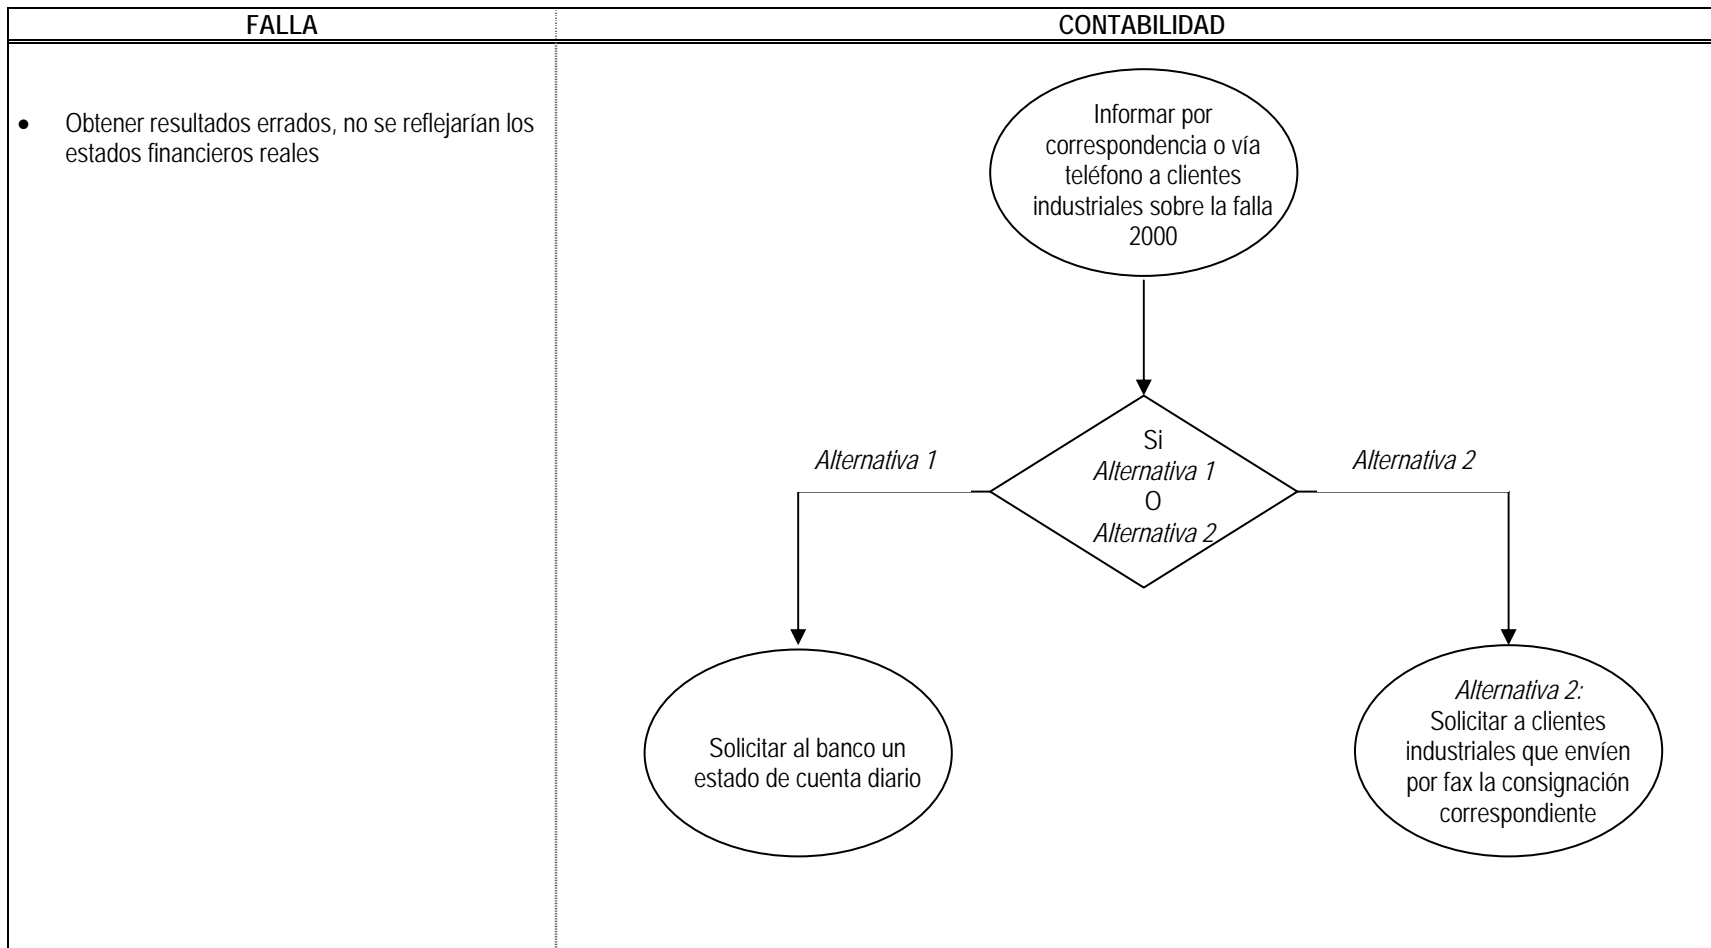 FALLA
CONTABILIDAD
• Obtener resultados errados, no se reflejarían los
estados financieros reales
Informar por
correspondencia o vía
teléfono a clientes
industriales sobre la falla
2000
Alternativa 1
Si
Alternativa 1
O
Alternativa 2
Alternativa 2
Solicitar al banco un
estado de cuenta diario
Alternativa 2:
Solicitar a clientes
industriales que envíen
por fax la consignación
correspondiente